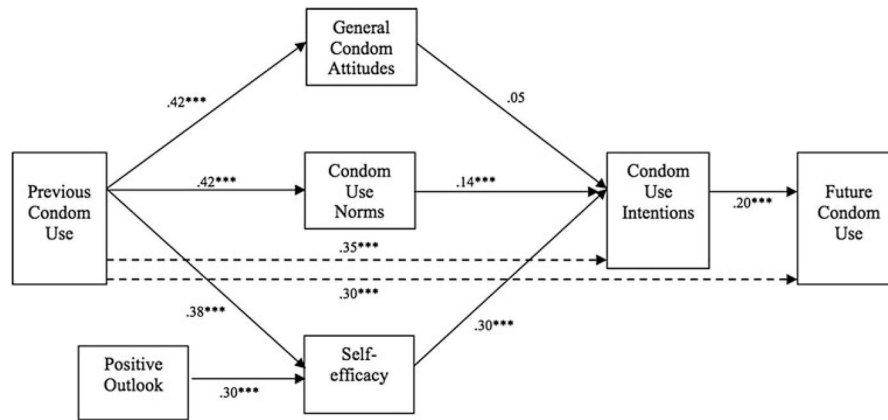 General
Condom
Attitudes
.42***
.05
Previous
Condom
Use
.42***
Condom
Use
Norms
.14***
Condom
Use
Intentions
.20***
Future
Condom
Use
.35***
.30***
.38***
.30***
Positive
Outlook
.30***
Self-
efficacy